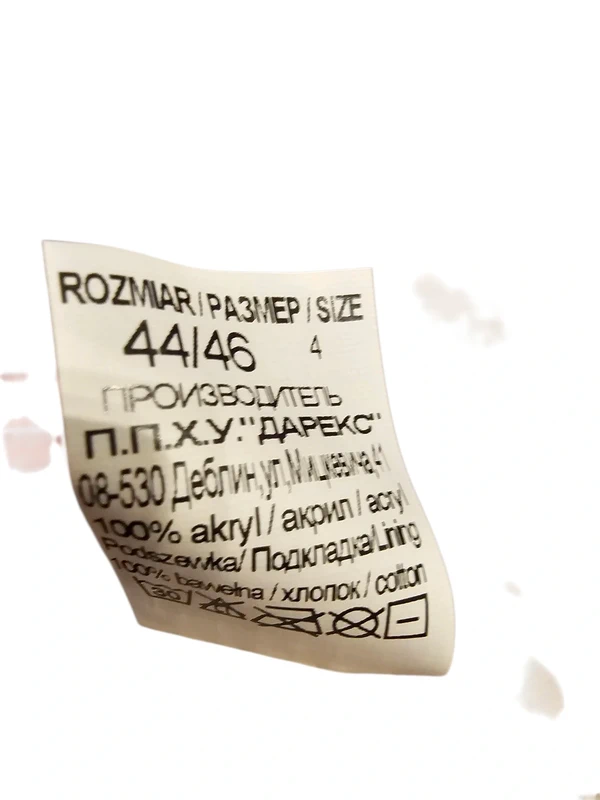 ROZMIAR / РАЗМЕР / SIZE
44/46 4
ПРОИЗВОДИТЕЛЬ
П.П.Х.У. "ДАРЕКС"
08-530 Деблин, ул, Мицкевича, 41
100% akryl / акрил / acryl
Podszewka/ Подкладка/Lining
100% bawełna / хлопок / cotton
30